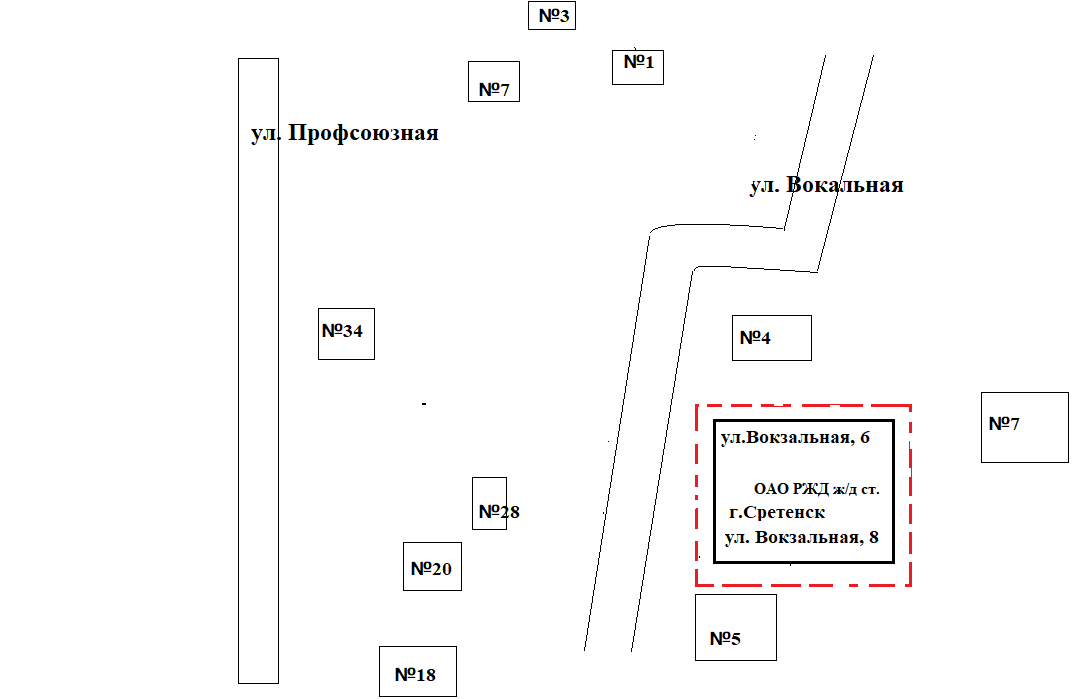 №3
№1
№7
ул. Профсоюзная
ул. Вокальная
№34
№4
№7
ул.Вокзальная, 6
ОАО РЖД ж/д ст.
г.Сретенск
ул. Вокзальная, 8
№28
№20
№5
№18